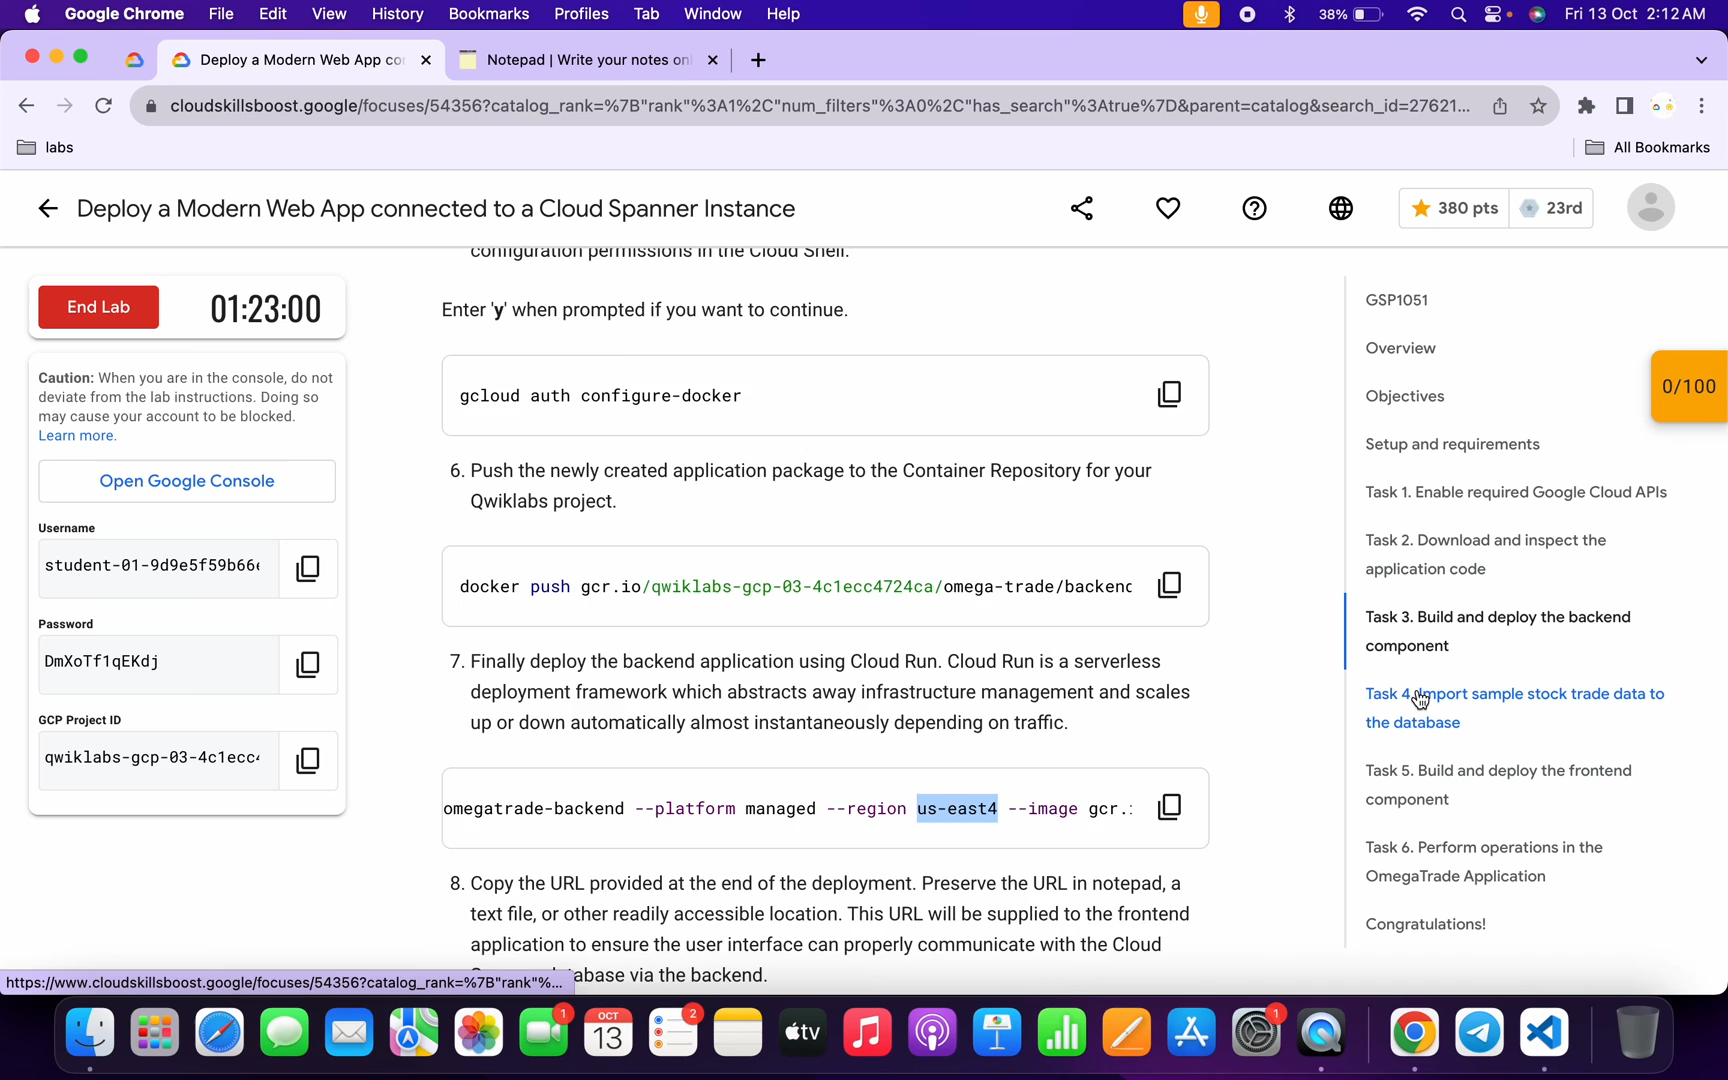 Google Chrome File Edit View History Bookmarks Profiles Tab Window Help 38% Fri 13 Oct 2:12 AM
Deploy a Modern Web App co
Notepad | Write your notes onl
cloudskillsboost.google/focuses/54356?catalog_rank=%7B"rank"%3A1%2C"num_filters"%3A0%2C"has_search"%3Atrue%7D&parent=catalog&search_id=27621...
labs
All Bookmarks
Deploy a Modern Web App connected to a Cloud Spanner Instance
380 pts
23rd
configuration permissions in the Cloud Shell.
End Lab
01:23:00
Caution: When you are in the console, do not
deviate from the lab instructions. Doing so
may cause your account to be blocked.
Learn more.
Open Google Console
Username
student-01-9d9e5f59b66
Password
DmXoTf1qEKdj
GCP Project ID
qwiklabs-gcp-03-4c1ecc4
Enter 'y' when prompted if you want to continue.
gcloud auth configure-docker
6. Push the newly created application package to the Container Repository for your
Qwiklabs project.
docker push gcr.io/qwiklabs-gcp-03-4c1ecc4724ca/omega-trade/backend
7. Finally deploy the backend application using Cloud Run. Cloud Run is a serverless
deployment framework which abstracts away infrastructure management and scales
up or down automatically almost instantaneously depending on traffic.
omegatrade-backend --platform managed --region us-east4 --image gcr.i
8. Copy the URL provided at the end of the deployment. Preserve the URL in notepad, a
text file, or other readily accessible location. This URL will be supplied to the frontend
application to ensure the user interface can properly communicate with the Cloud
database via the backend.
GSP1051
Overview
Objectives
Setup and requirements
Task 1. Enable required Google Cloud APIs
Task 2. Download and inspect the
application code
Task 3. Build and deploy the backend
component
Task 4. Import sample stock trade data to
the database
Task 5. Build and deploy the frontend
component
Task 6. Perform operations in the
OmegaTrade Application
Congratulations!
0/100
https://www.cloudskillsboost.google/focuses/54356?catalog_rank=%7B"rank"%...
1
OCT
13
2
tv
1